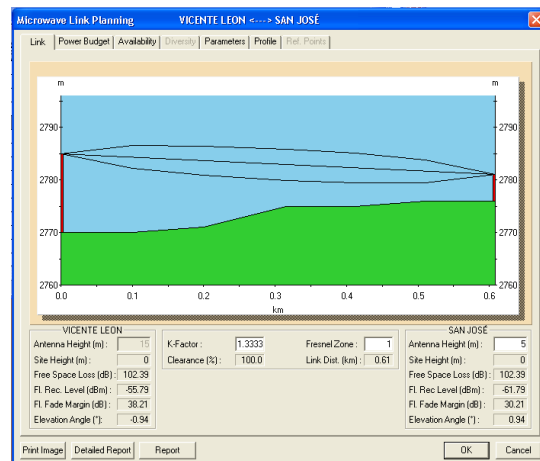 Microwave Link Planning VICENTE LEON <---> SAN JOSÉ
Link Power Budget Availability Diversity Parameters Profile Ref. Points
m m
2790 2790
2780 2780
2770 2770
2760 2760
0.0 0.1 0.2 0.3 0.4 0.5 0.6
km
VICENTE LEON
Antenna Height (m) : 15
Site Height (m) : 0
Free Space Loss (dB) : 102.39
Fl. Rec. Level (dBm) : -55.79
Fl. Fade Margin (dB) : 38.21
Elevation Angle (°): -0.94
K-Factor : 1.3333 Fresnel Zone : 1
Clearance (%) : 100.0 Link Dist. (km) : 0.61
SAN JOSÉ
Antenna Height (m) : 5
Site Height (m) : 0
Free Space Loss (dB) : 102.39
Fl. Rec. Level (dBm) : -61.79
Fl. Fade Margin (dB) : 30.21
Elevation Angle (°) : 0.94
Print Image Detailed Report Report OK Cancel